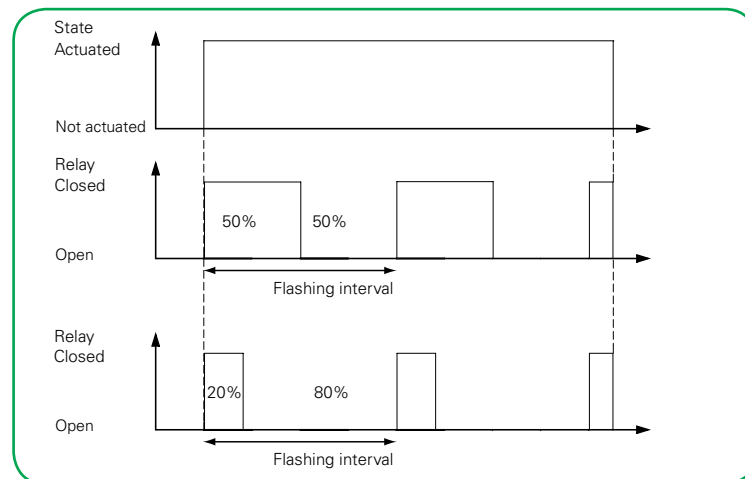 State
Actuated
Not actuated
Relay
Closed
50% 50%
Open
Flashing interval
Relay
Closed
20% 80%
Open
Flashing interval